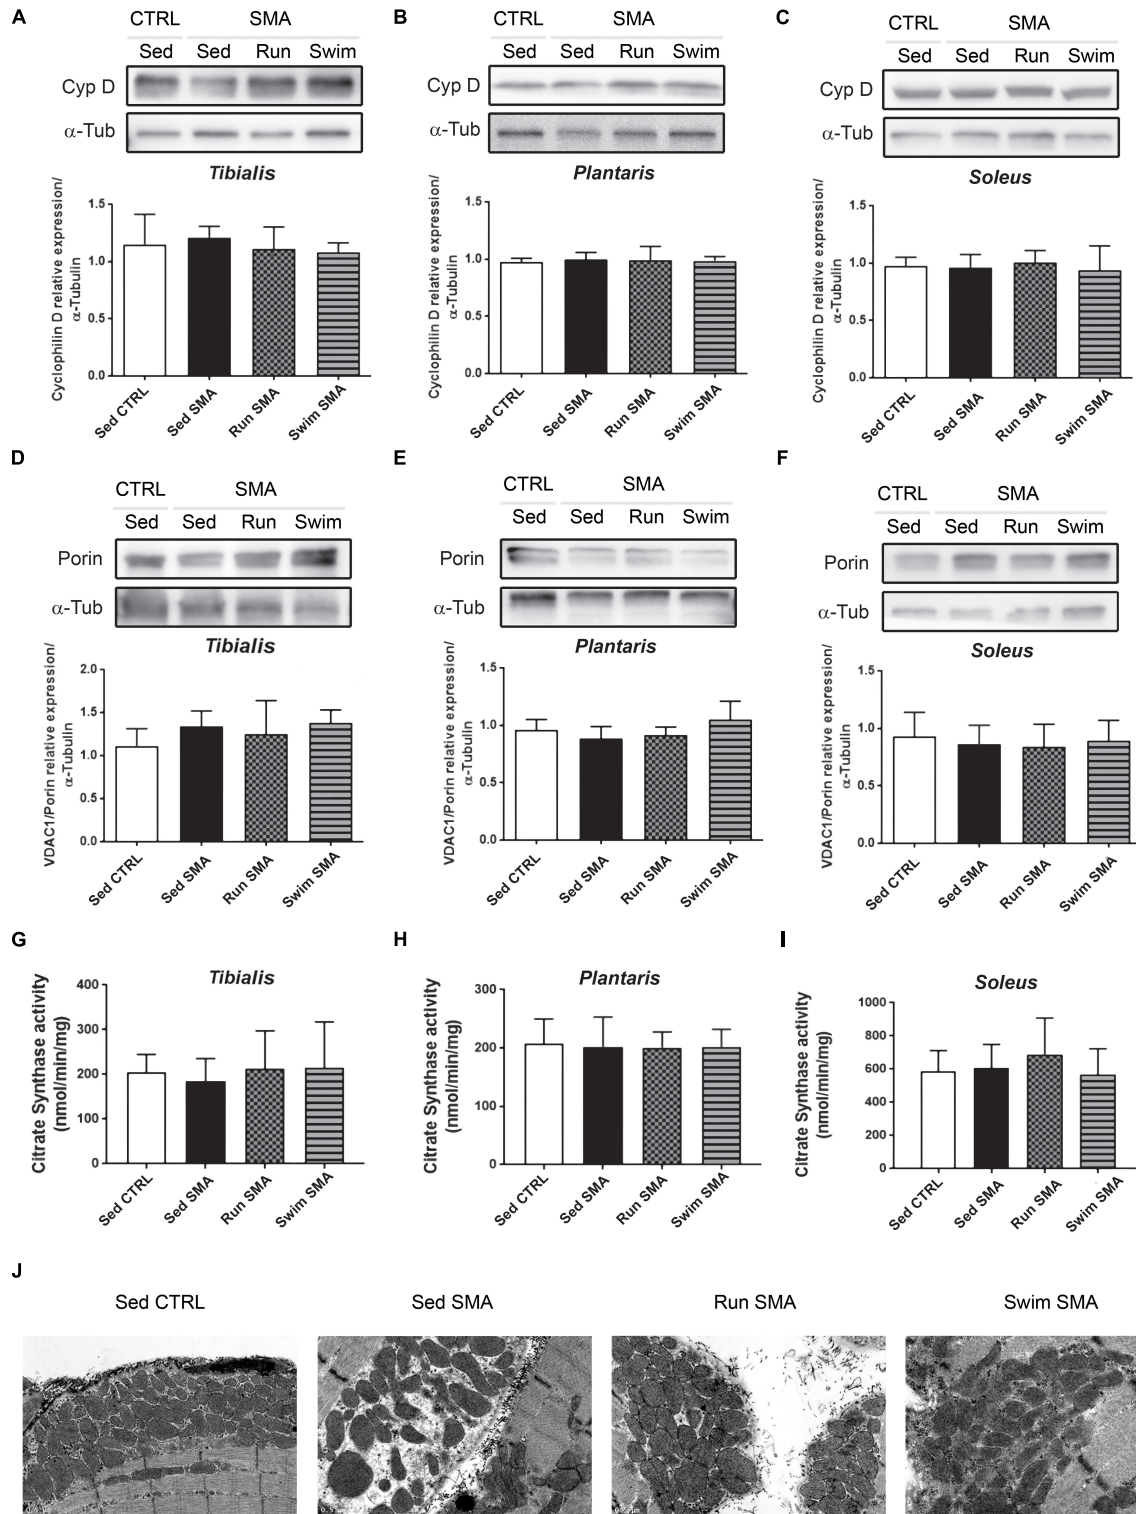 A
CTRL SMA
Sed Sed Run Swim
Cyp D
α-Tub
Tibialis
Cyclophilin D relative expression/
α-Tubulin
1.5
1.0
0.5
0.0
Sed CTRL
Sed SMA
Run SMA
Swim SMA
B
CTRL SMA
Sed Sed Run Swim
Cyp D
α-Tub
Plantaris
Cyclophilin D relative expression/
α-Tubulin
1.5
1.0
0.5
0.0
Sed CTRL
Sed SMA
Run SMA
Swim SMA
C
CTRL SMA
Sed Sed Run Swim
Cyp D
α-Tub
Soleus
Cyclophilin D relative expression/
α-Tubulin
1.5
1.0
0.5
0.0
Sed CTRL
Sed SMA
Run SMA
Swim SMA
D
CTRL SMA
Sed Sed Run Swim
Porin
α-Tub
Tibialis
VDAC1/Porin relative expression/
α-Tubulin
2.0
1.5
1.0
0.5
0.0
Sed CTRL
Sed SMA
Run SMA
Swim SMA
E
CTRL SMA
Sed Sed Run Swim
Porin
α-Tub
Plantaris
VDAC1/Porin relative expression/
α-Tubulin
1.5
1.0
0.5
0.0
Sed CTRL
Sed SMA
Run SMA
Swim SMA
F
CTRL SMA
Sed Sed Run Swim
Porin
α-Tub
Soleus
VDAC1/Porin relative expression/
α-Tubulin
1.5
1.0
0.5
0.0
Sed CTRL
Sed SMA
Run SMA
Swim SMA
G
Tibialis
Citrate Synthase activity
(nmol/min/mg)
400
300
200
100
0
Sed CTRL
Sed SMA
Run SMA
Swim SMA
H
Plantaris
Citrate Synthase activity
(nmol/min/mg)
300
200
100
0
Sed CTRL
Sed SMA
Run SMA
Swim SMA
I
Soleus
Citrate Synthase activity
(nmol/min/mg)
1000
800
600
400
200
0
Sed CTRL
Sed SMA
Run SMA
Swim SMA
J
Sed CTRL Sed SMA Run SMA Swim SMA